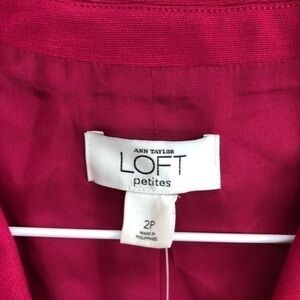 ANN TAYLOR
LOFT
petites
2P
MADE IN
PHILIPPINES